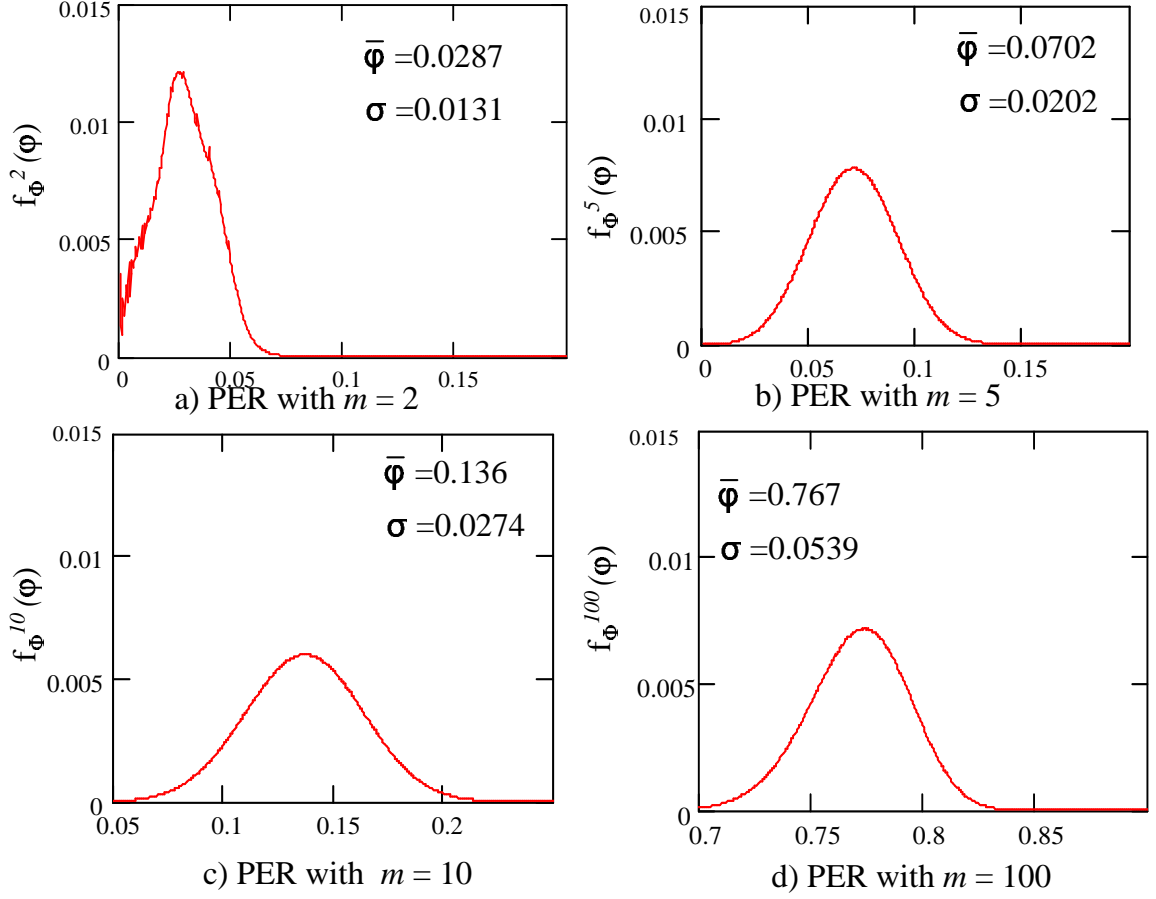 0.015
φ̅ =0.0287
σ =0.0131
0.01
f_Φ^2(φ)
0.005
0
0 0.05 0.1 0.15
a) PER with m = 2
0.015
φ̅ =0.0702
σ =0.0202
0.01
f_Φ^5(φ)
0.005
0
0 0.05 0.1 0.15
b) PER with m = 5
0.015
φ̅ =0.136
σ =0.0274
0.01
f_Φ^10(φ)
0.005
0
0.05 0.1 0.15 0.2
c) PER with m = 10
0.015
φ̅ =0.767
σ =0.0539
0.01
f_Φ^100(φ)
0.005
0
0.7 0.75 0.8 0.85
d) PER with m = 100